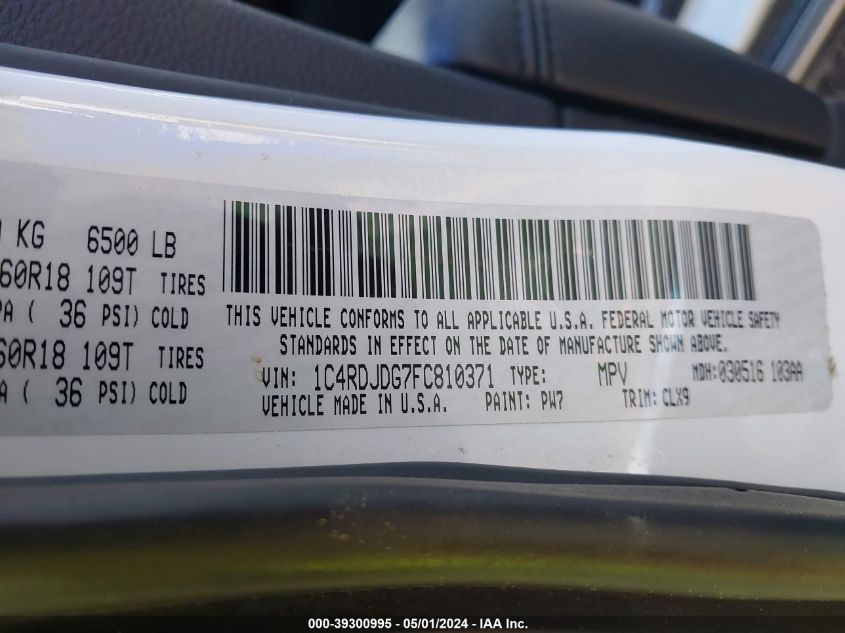 KG 6500 LB
60R18 109T TIRES
PA ( 36 PSI) COLD
60R18 109T TIRES
A ( 36 PSI) COLD
THIS VEHICLE CONFORMS TO ALL APPLICABLE U.S.A. FEDERAL MOTOR VEHICLE SAFETY
STANDARDS IN EFFECT ON THE DATE OF MANUFACTURE SHOWN ABOVE.
VIN: 1C4RDJDG7FC810371 TYPE: MPV MDH: 030516 103AA
VEHICLE MADE IN U.S.A. PAINT: PW7 TRIM: CLX9
000-39300995 - 05/01/2024 - IAA Inc.